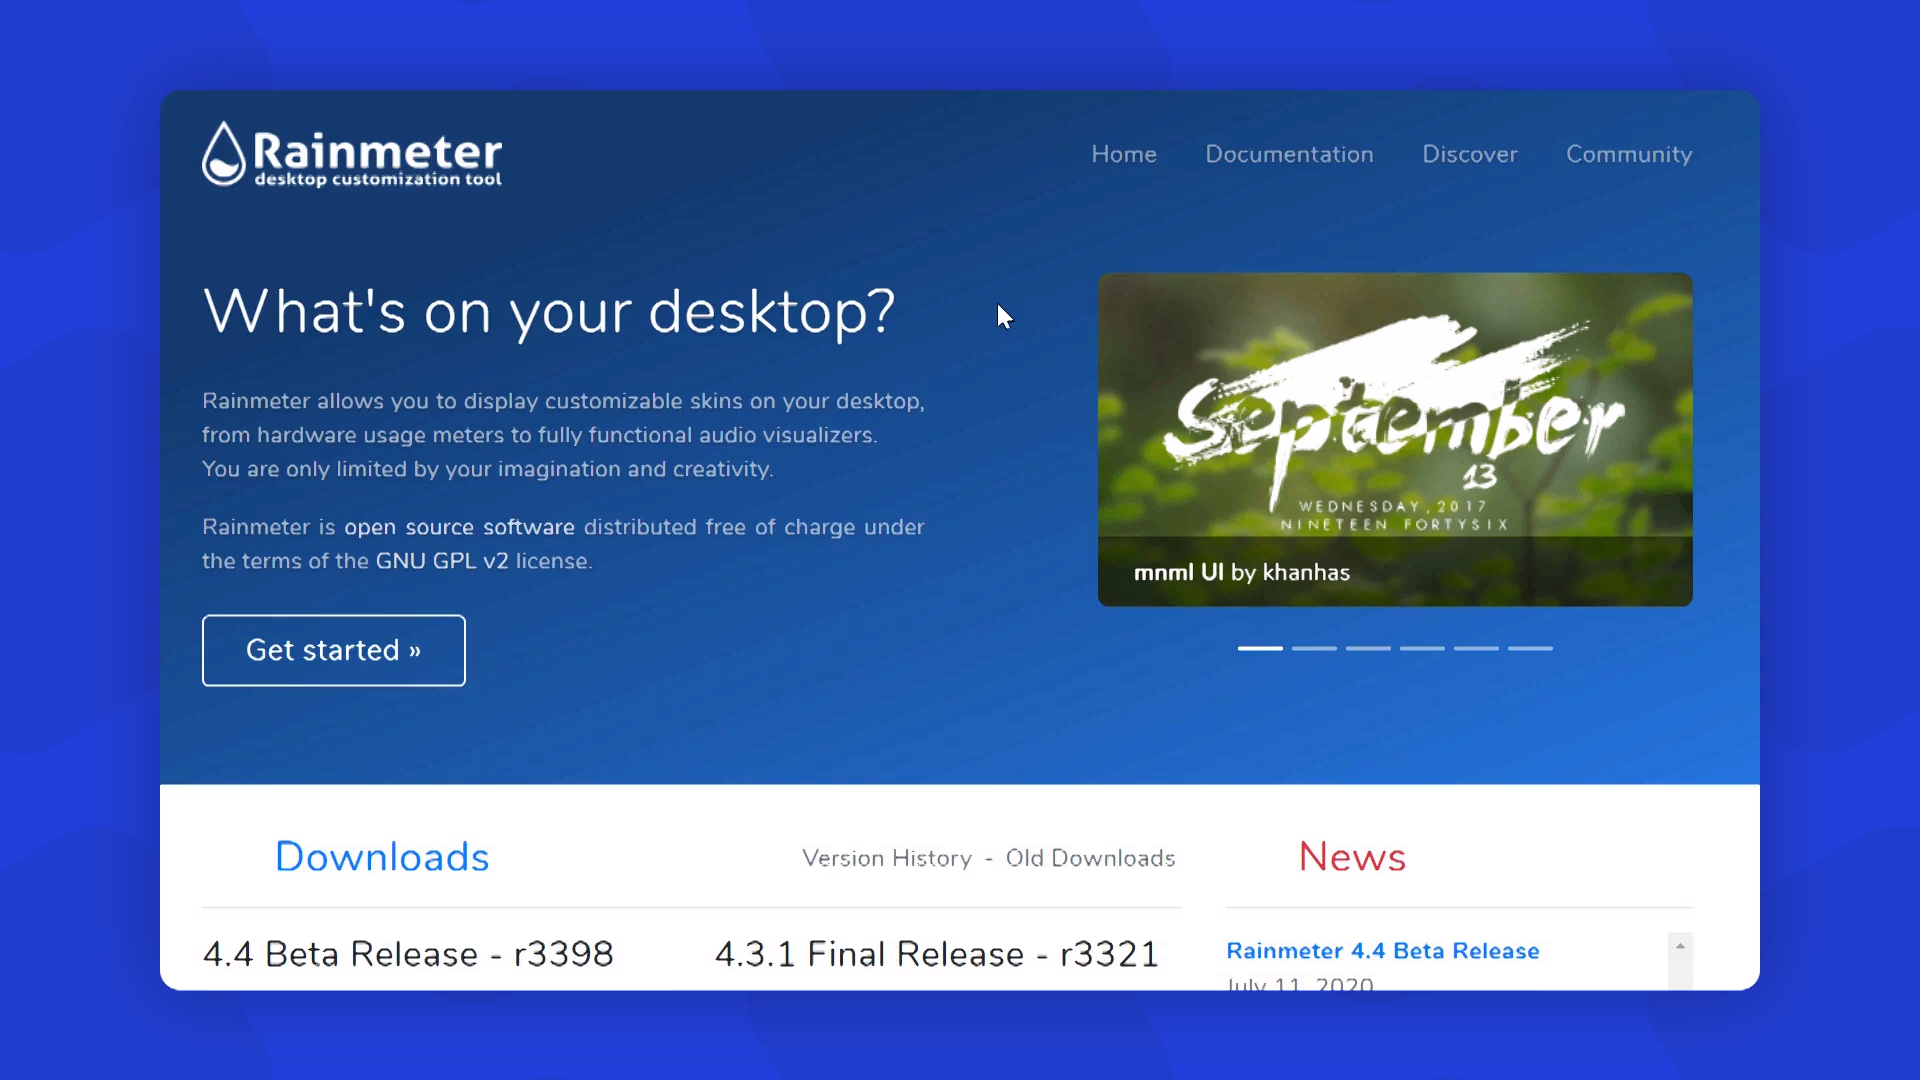 Rainmeter
desktop customization tool
Home Documentation Discover Community
What's on your desktop?
Rainmeter allows you to display customizable skins on your desktop,
from hardware usage meters to fully functional audio visualizers.
You are only limited by your imagination and creativity.
Rainmeter is open source software distributed free of charge under
the terms of the GNU GPL v2 license.
Get started »
September
13
WEDNESDAY, 2017
NINETEEN FORTYSIX
mnml UI by khanhas
Downloads
Version History - Old Downloads
News
4.4 Beta Release - r3398
4.3.1 Final Release - r3321
Rainmeter 4.4 Beta Release
July 11, 2020